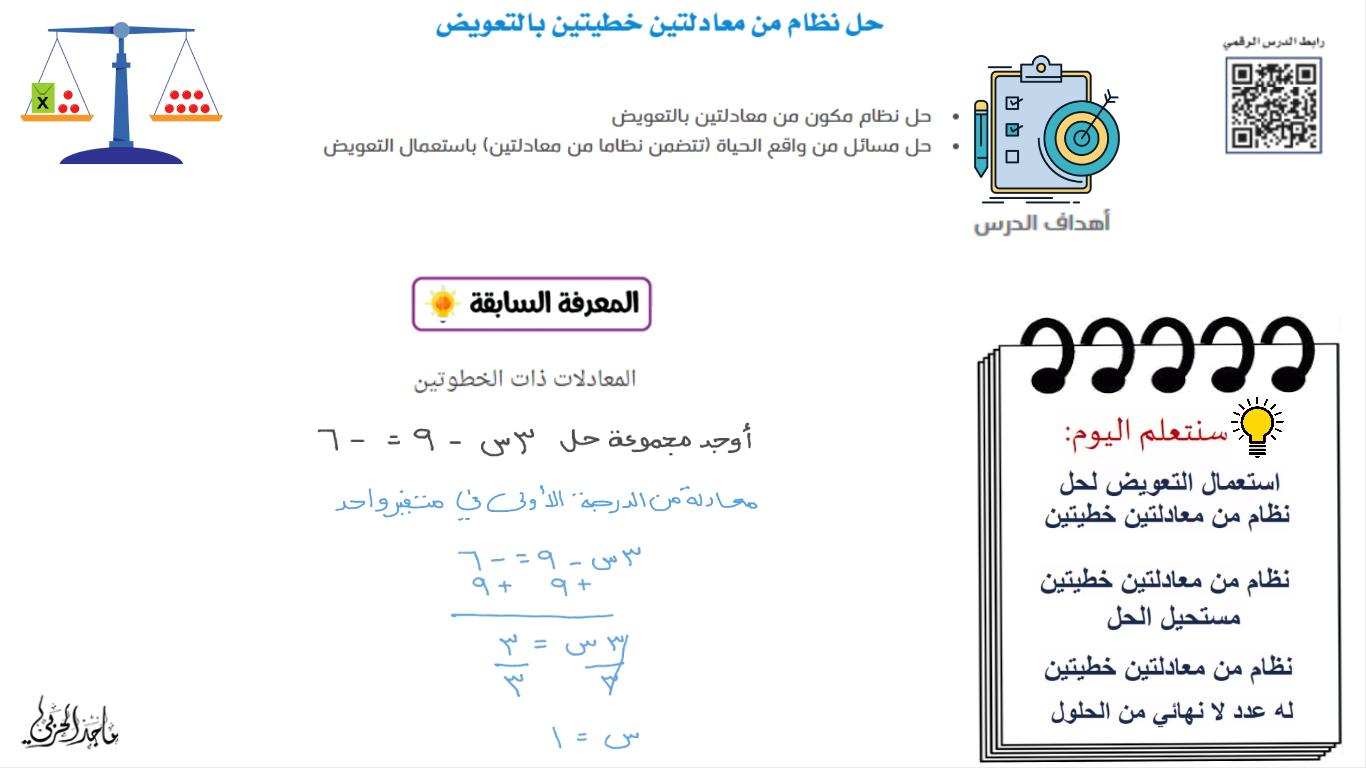 حل نظام من معادلتين خطيتين بالتعويض
رابط الدرس الرقمي
X
• حل نظام مكون من معادلتين بالتعويض
• حل مسائل من واقع الحياة (تتضمن نظاما من معادلتين) باستعمال التعويض
أهداف الدرس
المعرفة السابقة
المعادلات ذات الخطوتين
أوجد مجموعة حل ٣س - ٩ = - ٦
معادلة من الدرجة الأولى في متغير واحد
٣س - ٩ = - ٦
+ ٩ + ٩
٣ س = ٣
٣ ٣
س = ١
سنتعلم اليوم:
استعمال التعويض لحل
نظام من معادلتين خطيتين
نظام من معادلتين خطيتين
مستحيل الحل
نظام من معادلتين خطيتين
له عدد لا نهائي من الحلول
ماجد الحربي